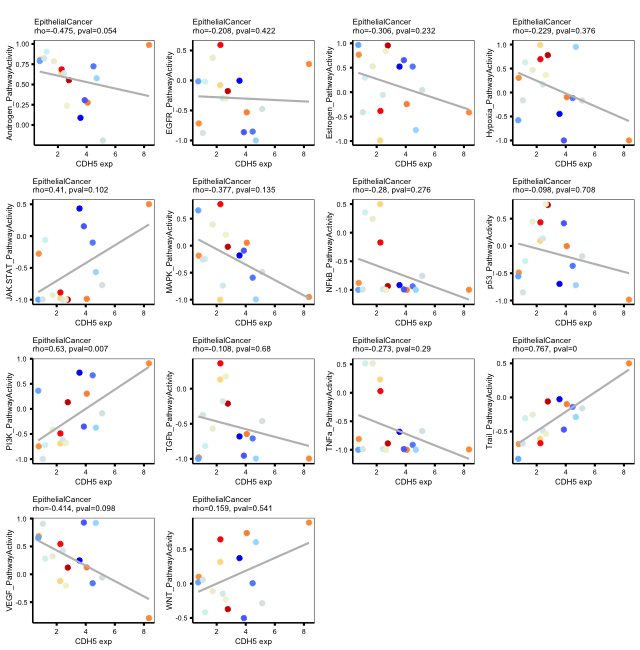 EpithelialCancer
rho=-0.475, pval=0.054
1.00
0.75
0.50
0.25
0.00
Androgen_PathwayActivity
2 4 6 8
CDH5 exp
EpithelialCancer
rho=-0.208, pval=0.422
0.5
0.0
-0.5
-1.0
EGFR_PathwayActivity
2 4 6 8
CDH5 exp
EpithelialCancer
rho=-0.306, pval=0.232
1.0
0.5
0.0
-0.5
-1.0
Estrogen_PathwayActivity
2 4 6 8
CDH5 exp
EpithelialCancer
rho=-0.229, pval=0.376
1.0
0.5
0.0
-0.5
-1.0
Hypoxia_PathwayActivity
2 4 6 8
CDH5 exp
EpithelialCancer
rho=0.41, pval=0.102
0.5
0.0
-0.5
-1.0
JAK.STAT_PathwayActivity
2 4 6 8
CDH5 exp
EpithelialCancer
rho=-0.377, pval=0.135
0.5
0.0
-0.5
-1.0
MAPK_PathwayActivity
2 4 6 8
CDH5 exp
EpithelialCancer
rho=-0.28, pval=0.276
0.5
0.0
-0.5
-1.0
NFkB_PathwayActivity
2 4 6 8
CDH5 exp
EpithelialCancer
rho=-0.098, pval=0.708
0.5
0.0
-0.5
-1.0
p53_PathwayActivity
2 4 6 8
CDH5 exp
EpithelialCancer
rho=0.63, pval=0.007
1.0
0.5
0.0
-0.5
-1.0
PI3K_PathwayActivity
2 4 6 8
CDH5 exp
EpithelialCancer
rho=-0.108, pval=0.68
0.0
-0.5
-1.0
TGFb_PathwayActivity
2 4 6 8
CDH5 exp
EpithelialCancer
rho=-0.273, pval=0.29
0.5
0.0
-0.5
-1.0
TNFa_PathwayActivity
2 4 6 8
CDH5 exp
EpithelialCancer
rho=0.767, pval=0
0.5
0.0
-0.5
Trail_PathwayActivity
2 4 6 8
CDH5 exp
EpithelialCancer
rho=-0.414, pval=0.098
1.0
0.5
0.0
-0.5
VEGF_PathwayActivity
2 4 6 8
CDH5 exp
EpithelialCancer
rho=0.159, pval=0.541
0.5
0.0
-0.5
WNT_PathwayActivity
2 4 6 8
CDH5 exp